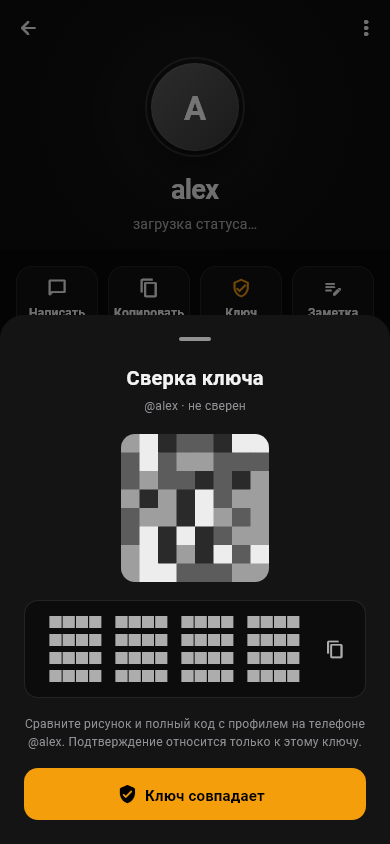 A
alex
загрузка статуса…
Написать Копировать Ключ Заметка
Сверка ключа
@alex · не сверен
Сравните рисунок и полный код с профилем на телефоне
@alex. Подтверждение относится только к этому ключу.
Ключ совпадает